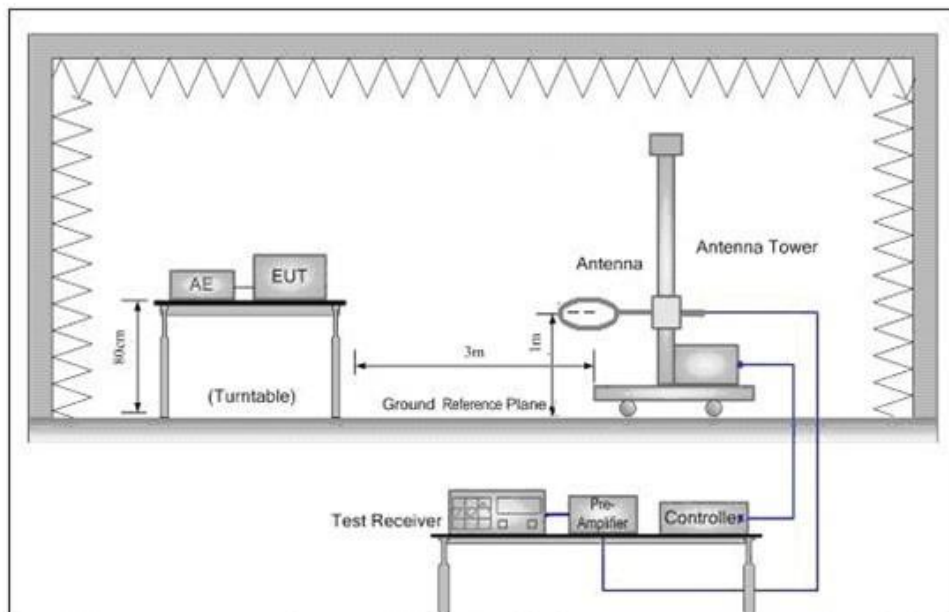 Antenna Tower
Antenna
EUT
AE
80cm
1m
3m
(Turntable)
Ground Reference Plane
Test Receiver
Pre-
Amplifier
Controller